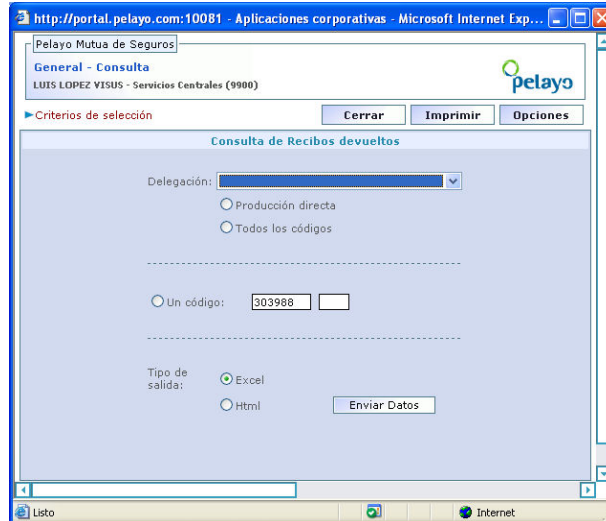 http://portal.pelayo.com:10081 - Aplicaciones corporativas - Microsoft Internet Exp...
Pelayo Mutua de Seguros
General - Consulta
LUIS LOPEZ VISUS - Servicios Centrales (9900)
pelayo
Criterios de selección
Cerrar
Imprimir
Opciones
Consulta de Recibos devueltos
Delegación:
Producción directa
Todos los códigos
Un código: 303988
Tipo de
salida:
Excel
Html
Enviar Datos
Listo
Internet